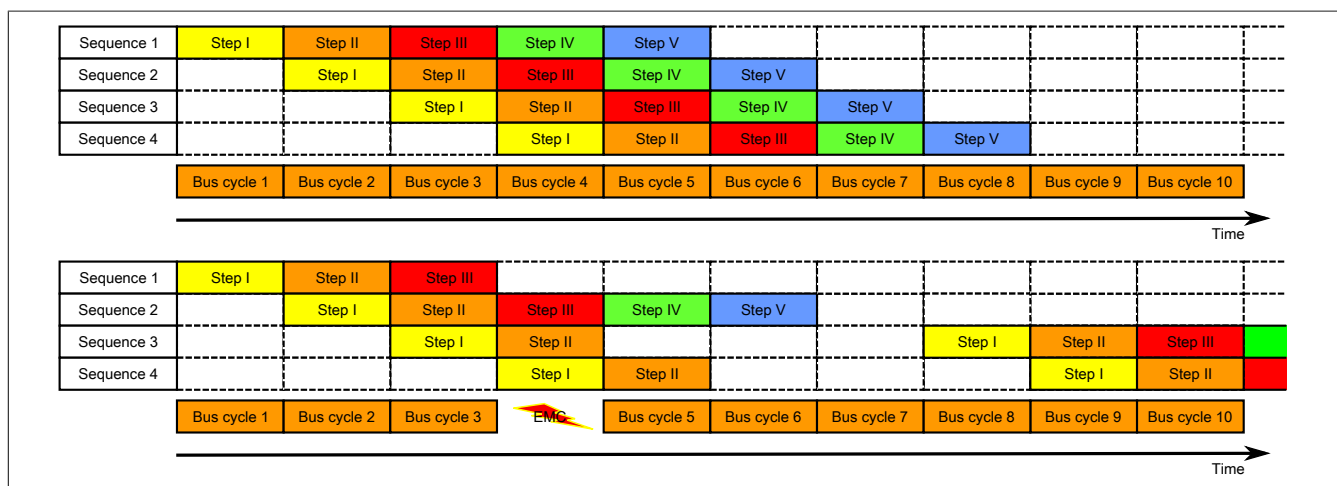 Sequence 1 Step I Step II Step III Step IV Step V
Sequence 2 Step I Step II Step III Step IV Step V
Sequence 3 Step I Step II Step III Step IV Step V
Sequence 4 Step I Step II Step III Step IV Step V
Bus cycle 1 Bus cycle 2 Bus cycle 3 Bus cycle 4 Bus cycle 5 Bus cycle 6 Bus cycle 7 Bus cycle 8 Bus cycle 9 Bus cycle 10
Time
Sequence 1 Step I Step II Step III
Sequence 2 Step I Step II Step III Step IV Step V
Sequence 3 Step I Step II Step I Step II Step III
Sequence 4 Step I Step II Step I Step II
Bus cycle 1 Bus cycle 2 Bus cycle 3 EMC Bus cycle 5 Bus cycle 6 Bus cycle 7 Bus cycle 8 Bus cycle 9 Bus cycle 10
Time